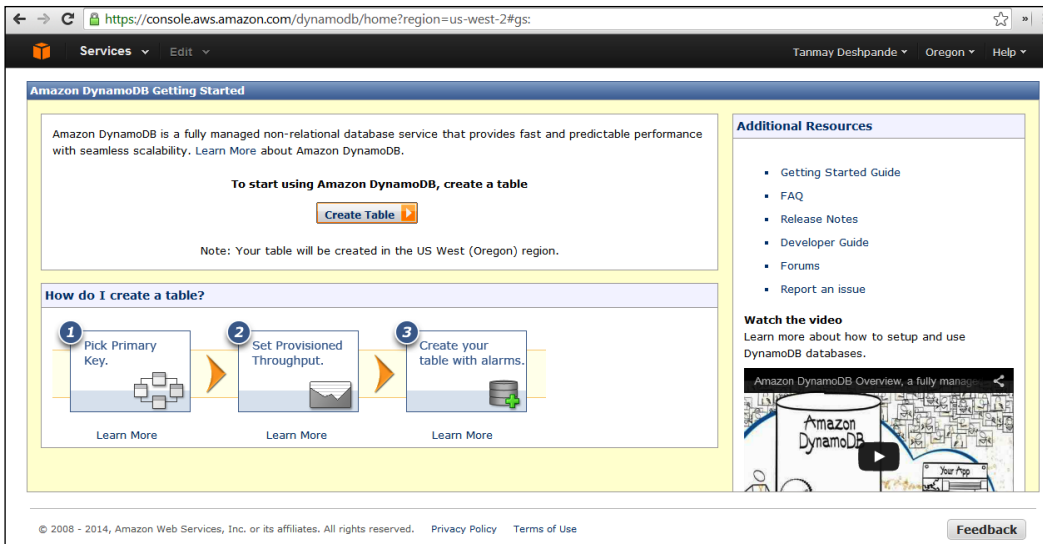 https://console.aws.amazon.com/dynamodb/home?region=us-west-2#gs:
»
Services Edit Tanmay Deshpande Oregon Help
Amazon DynamoDB Getting Started
Amazon DynamoDB is a fully managed non-relational database service that provides fast and predictable performance
with seamless scalability. Learn More about Amazon DynamoDB.
To start using Amazon DynamoDB, create a table
Create Table
Note: Your table will be created in the US West (Oregon) region.
How do I create a table?
1
Pick Primary
Key.
Learn More
2
Set Provisioned
Throughput.
Learn More
3
Create your
table with alarms.
Learn More
Additional Resources
▪ Getting Started Guide
▪ FAQ
▪ Release Notes
▪ Developer Guide
▪ Forums
▪ Report an issue
Watch the video
Learn more about how to setup and use
DynamoDB databases.
Amazon DynamoDB Overview, a fully manage
Amazon
DynamoDB
Your App
© 2008 - 2014, Amazon Web Services, Inc. or its affiliates. All rights reserved. Privacy Policy Terms of Use
Feedback